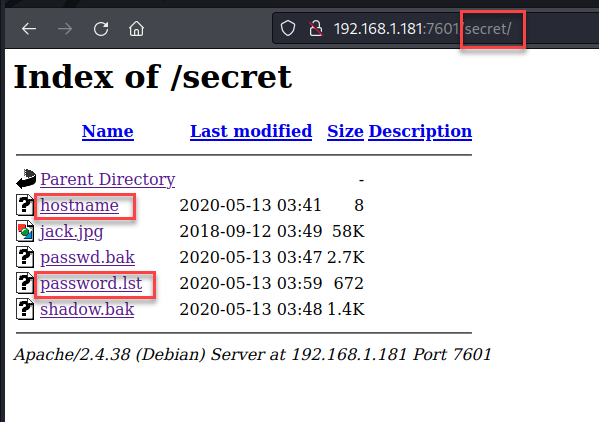 192.168.1.181:7601/secret/
Index of /secret
Name Last modified Size Description
Parent Directory -
hostname 2020-05-13 03:41 8
jack.jpg 2018-09-12 03:49 58K
passwd.bak 2020-05-13 03:47 2.7K
password.lst 2020-05-13 03:59 672
shadow.bak 2020-05-13 03:48 1.4K
Apache/2.4.38 (Debian) Server at 192.168.1.181 Port 7601